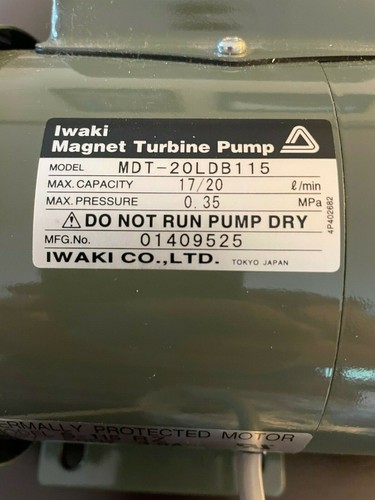 Iwaki
Magnet Turbine Pump
MODEL MDT-20LDB115
MAX. CAPACITY 17/20 ℓ/min
MAX. PRESSURE 0.35 MPa
⚠ DO NOT RUN PUMP DRY
MFG.No. 01409525
IWAKI CO.,LTD. TOKYO JAPAN
4P402682
THERMALLY PROTECTED MOTOR